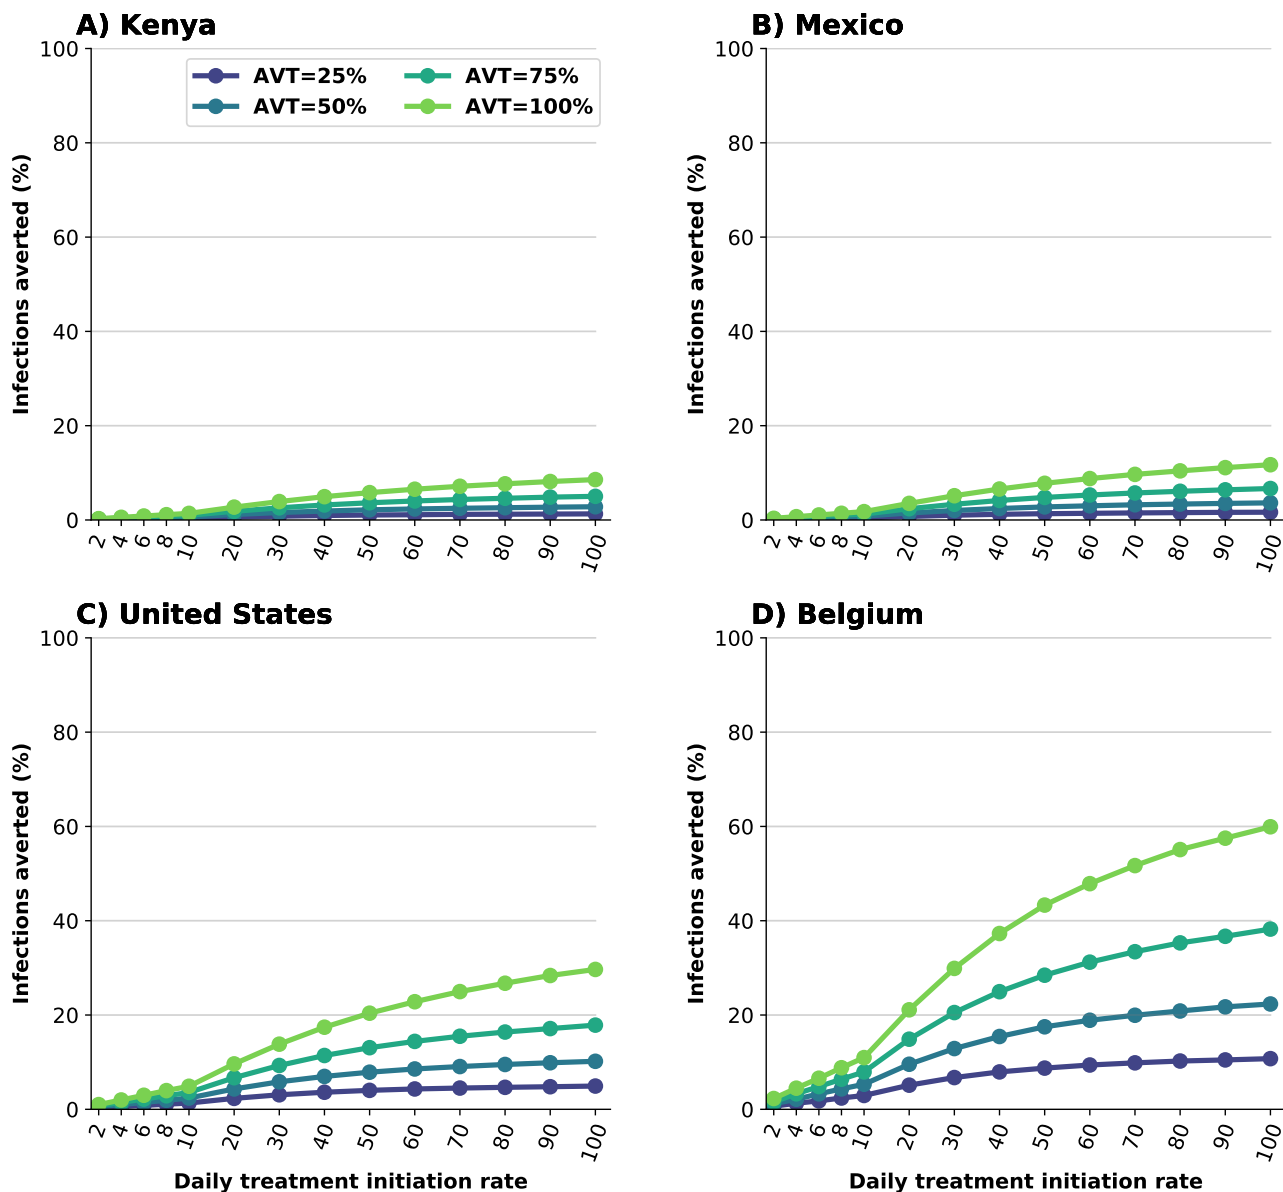 A) Kenya
B) Mexico
Infections averted (%)
100
80
60
40
20
0
AVT=25%
AVT=50%
AVT=75%
AVT=100%
2 4 6 8 10 20 30 40 50 60 70 80 90 100
Infections averted (%)
100
80
60
40
20
0
2 4 6 8 10 20 30 40 50 60 70 80 90 100
C) United States
D) Belgium
Infections averted (%)
100
80
60
40
20
0
2 4 6 8 10 20 30 40 50 60 70 80 90 100
Daily treatment initiation rate
Infections averted (%)
100
80
60
40
20
0
2 4 6 8 10 20 30 40 50 60 70 80 90 100
Daily treatment initiation rate